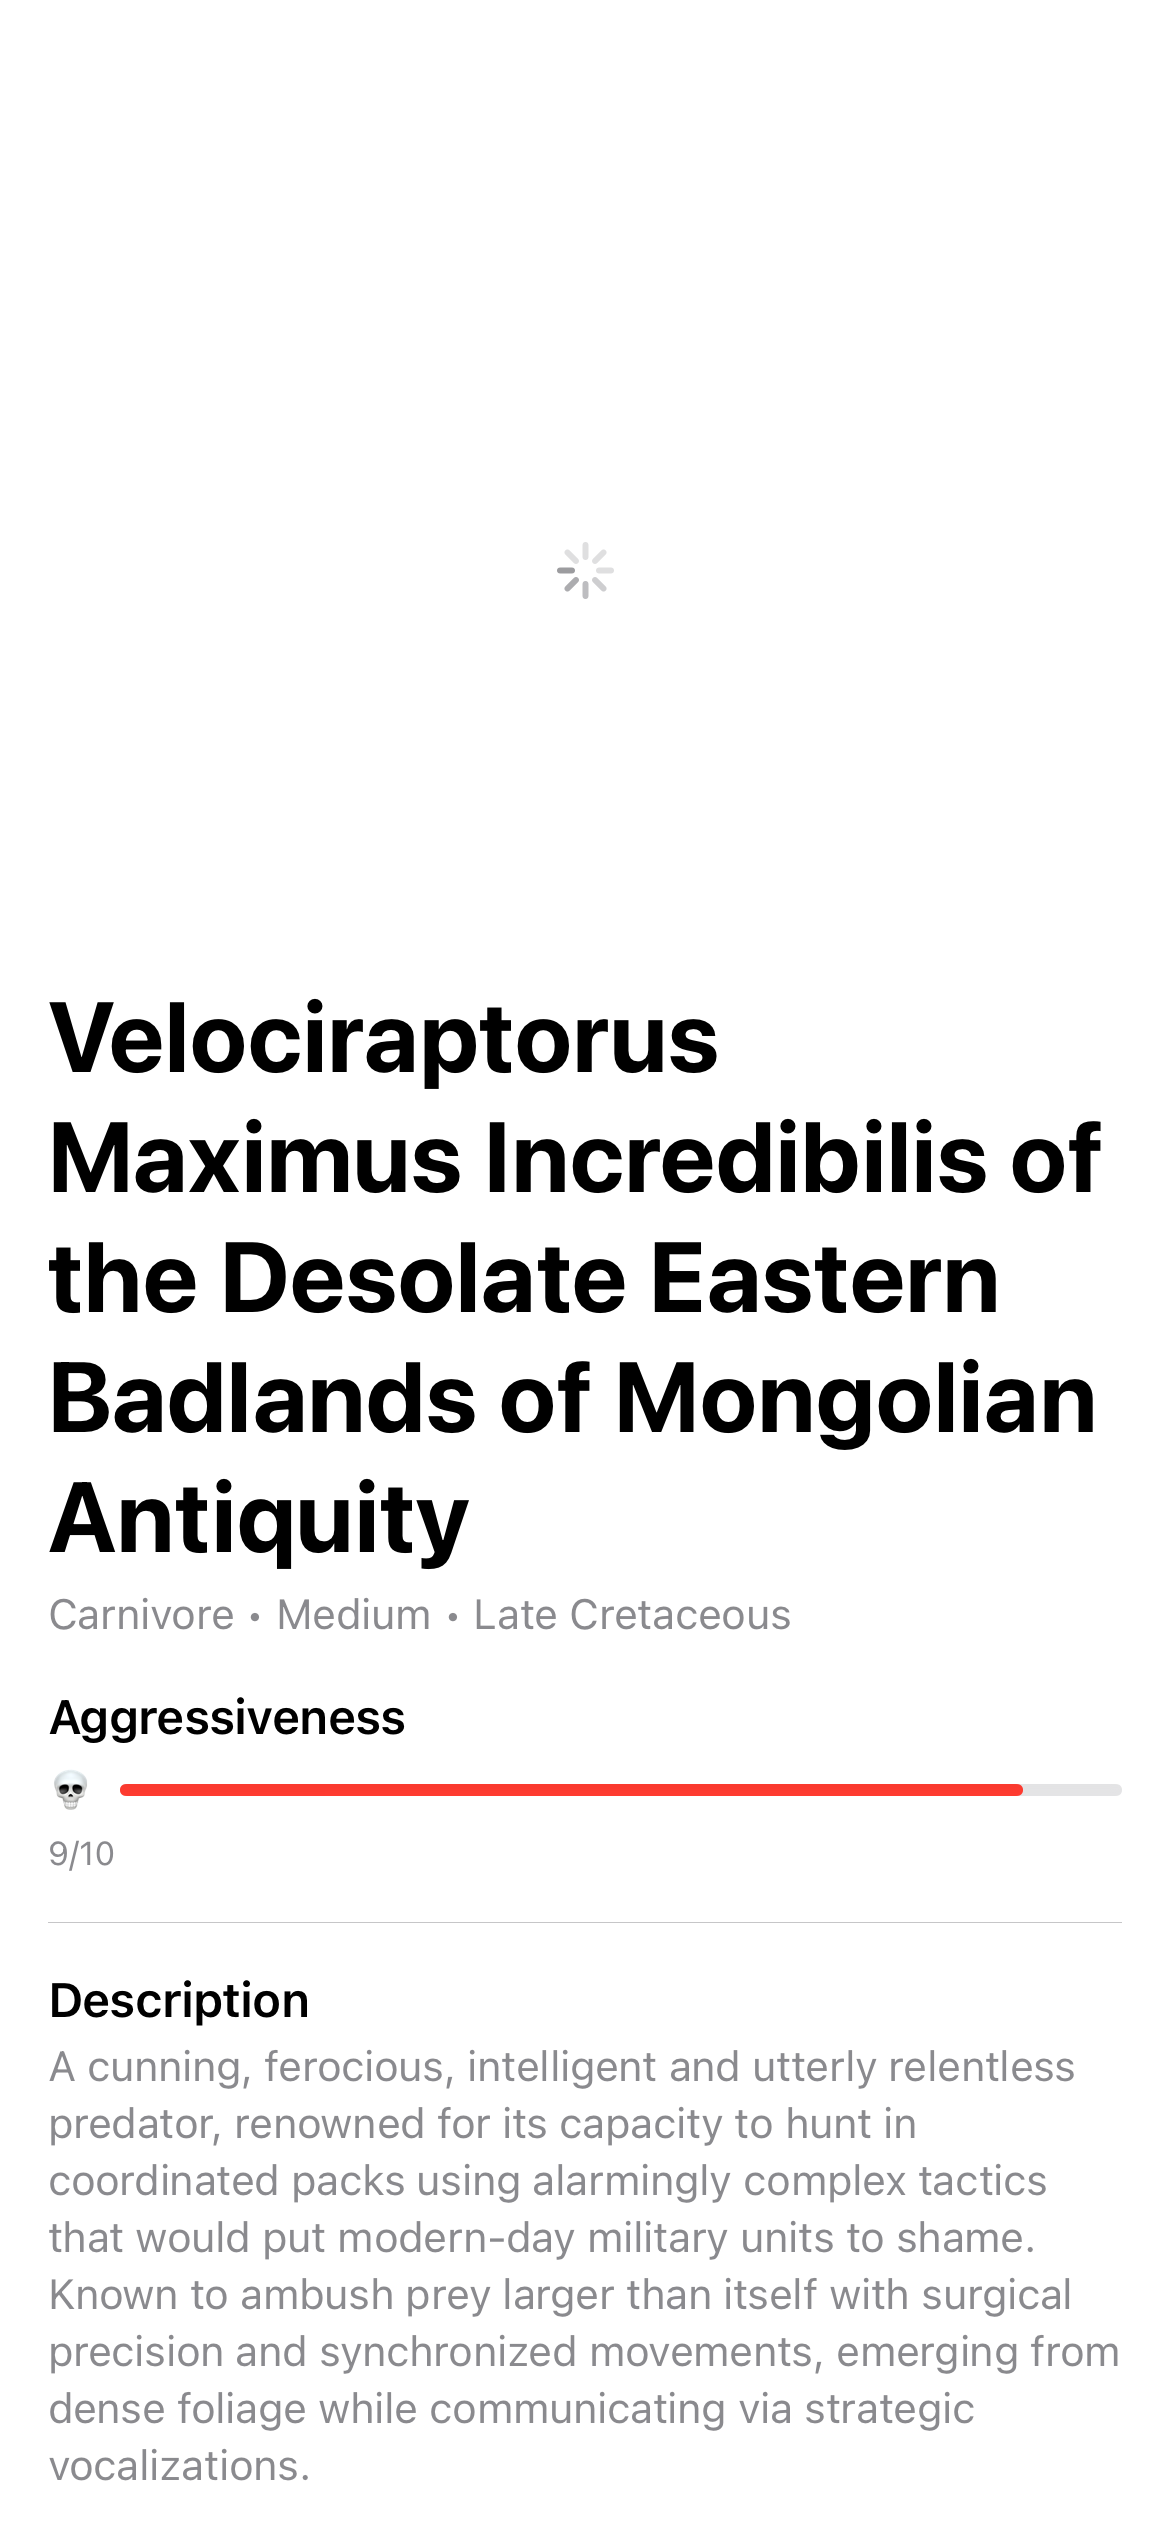 Velociraptorus
Maximus Incredibilis of
the Desolate Eastern
Badlands of Mongolian
Antiquity
Carnivore • Medium • Late Cretaceous
Aggressiveness
💀
9/10
Description
A cunning, ferocious, intelligent and utterly relentless
predator, renowned for its capacity to hunt in
coordinated packs using alarmingly complex tactics
that would put modern-day military units to shame.
Known to ambush prey larger than itself with surgical
precision and synchronized movements, emerging from
dense foliage while communicating via strategic
vocalizations.